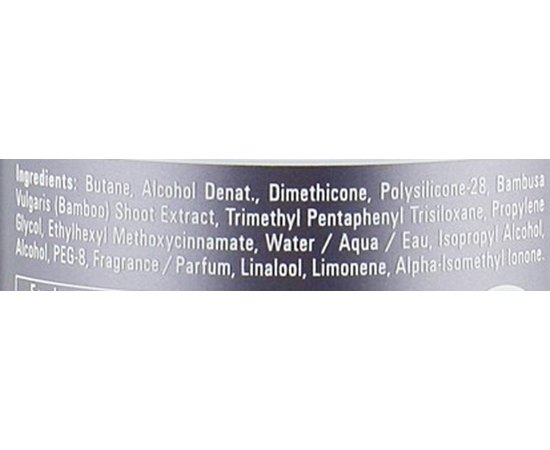 Ingredients: Butane, Alcohol Denat., Dimethicone, Polysilicone-28, Bambusa
Vulgaris (Bamboo) Shoot Extract, Trimethyl Pentaphenyl Trisiloxane, Propylene
Glycol, Ethylhexyl Methoxycinnamate, Water / Aqua / Eau, Isopropyl Alcohol,
Alcohol, PEG-8, Fragrance / Parfum, Linalool, Limonene, Alpha-Isomethyl Ionone.